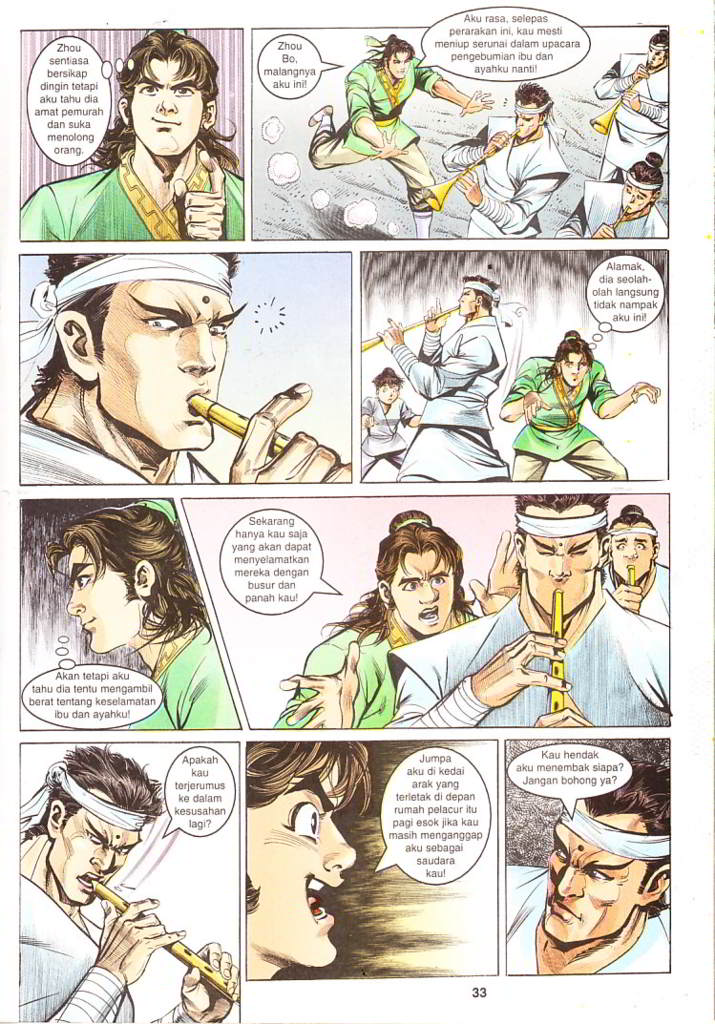 Zhou
sentiasa
bersikap
dingin tetapi
aku tahu dia
amat pemurah
dan suka
menolong
orang.
Zhou
Bo,
malangnya
aku ini!
Aku rasa, selepas
perarakan ini, kau mesti
meniup serunai dalam upacara
pengebumian ibu dan
ayahku nanti!
Alamak,
dia seolah-
olah langsung
tidak nampak
aku ini!
Akan tetapi aku
tahu dia tentu mengambil
berat tentang keselamatan
ibu dan ayahku!
Sekarang
hanya kau saja
yang akan dapat
menyelamatkan
mereka dengan
busur dan
panah kau!
Apakah
kau
terjerumus
ke dalam
kesusahan
lagi?
Jumpa
aku di kedai
arak yang
terletak di depan
rumah pelacur itu
pagi esok jika kau
masih menganggap
aku sebagai
saudara
kau!
Kau hendak
aku menembak siapa?
Jangan bohong ya?
33